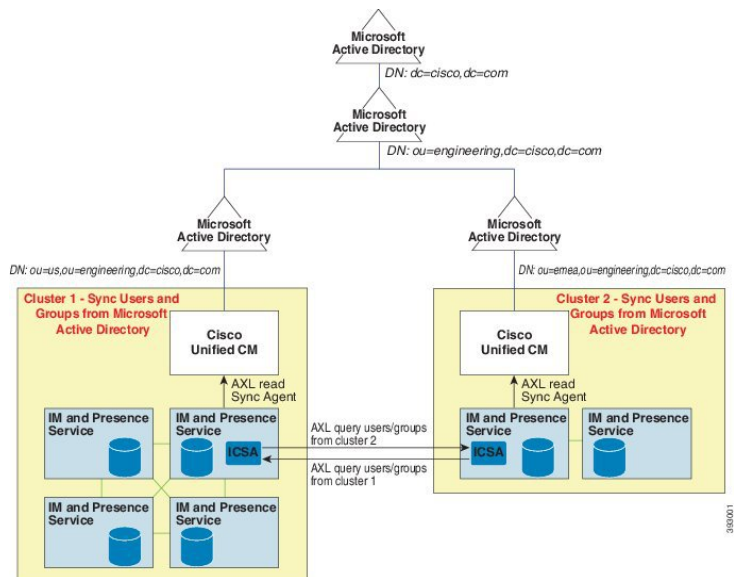 Microsoft
Active Directory
DN: dc=cisco,dc=com
Microsoft
Active Directory
DN: ou=engineering,dc=cisco,dc=com
Microsoft
Active Directory
Microsoft
Active Directory
DN: ou=us,ou=engineering,dc=cisco,dc=com
DN: ou=emea,ou=engineering,dc=cisco,dc=com
Cluster 1 - Sync Users and
Groups from Microsoft
Active Directory
Cisco
Unified CM
AXL read
Sync Agent
IM and Presence
Service
IM and Presence
Service
ICSA
IM and Presence
Service
IM and Presence
Service
AXL query users/groups
from cluster 2
AXL query users/groups
from cluster 1
Cluster 2 - Sync Users and
Groups from Microsoft
Active Directory
Cisco
Unified CM
AXL read
Sync Agent
IM and Presence
Service
ICSA
IM and Presence
Service
393001